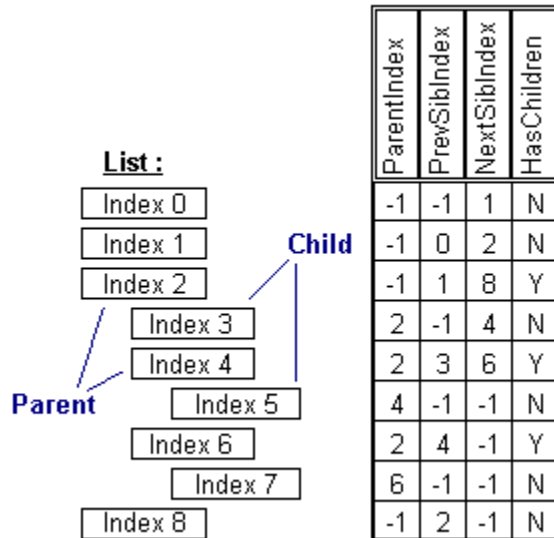 ParentIndex PrevSibIndex NextSibIndex HasChildren
List :
Index 0 -1 -1 1 N
Index 1 Child -1 0 2 N
Index 2 -1 1 8 Y
Index 3 2 -1 4 N
Index 4 2 3 6 Y
Parent Index 5 4 -1 -1 N
Index 6 2 4 -1 Y
Index 7 6 -1 -1 N
Index 8 -1 2 -1 N